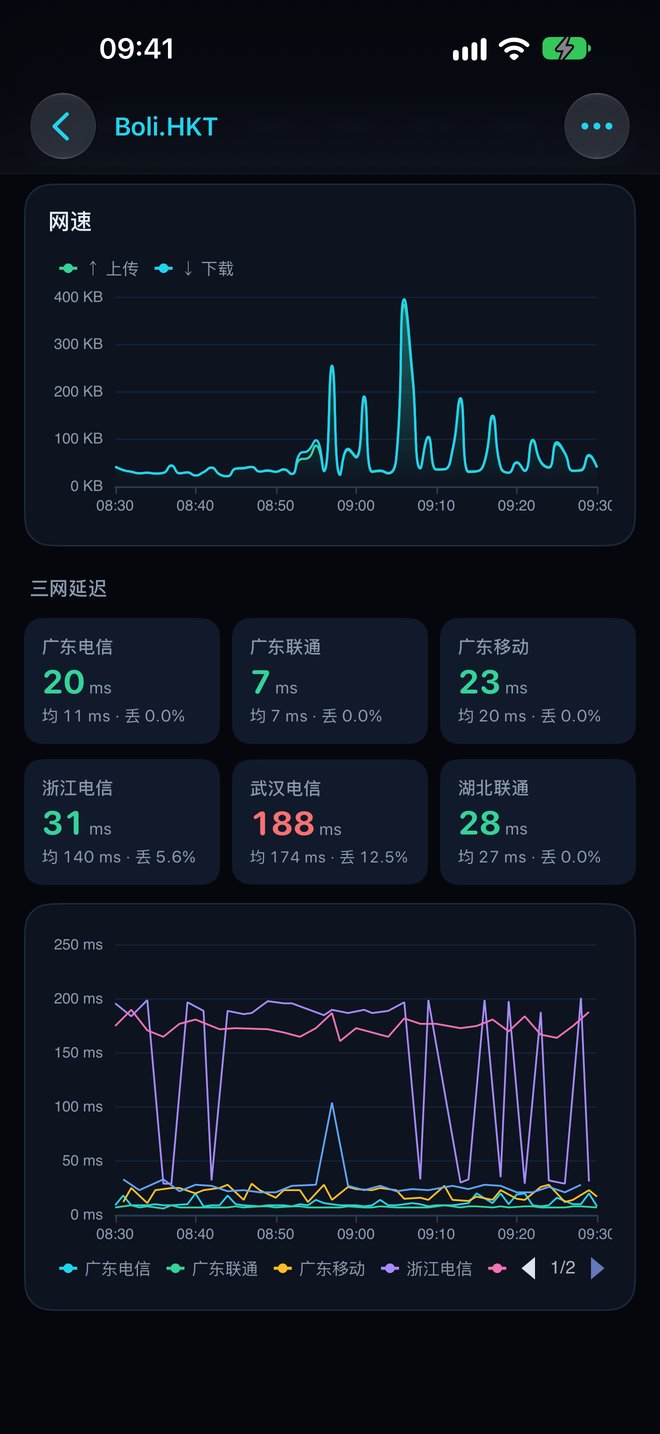 09:41
Boli.HKT
网速
↑ 上传 ↓ 下载
400 KB
300 KB
200 KB
100 KB
0 KB
08:30 08:40 08:50 09:00 09:10 09:20 09:30
三网延迟
广东电信 广东联通 广东移动
20 ms 7 ms 23 ms
均 11 ms · 丢 0.0% 均 7 ms · 丢 0.0% 均 20 ms · 丢 0.0%
浙江电信 武汉电信 湖北联通
31 ms 188 ms 28 ms
均 140 ms · 丢 5.6% 均 174 ms · 丢 12.5% 均 27 ms · 丢 0.0%
250 ms
200 ms
150 ms
100 ms
50 ms
0 ms
08:30 08:40 08:50 09:00 09:10 09:20 09:30
广东电信 广东联通 广东移动 浙江电信 1/2